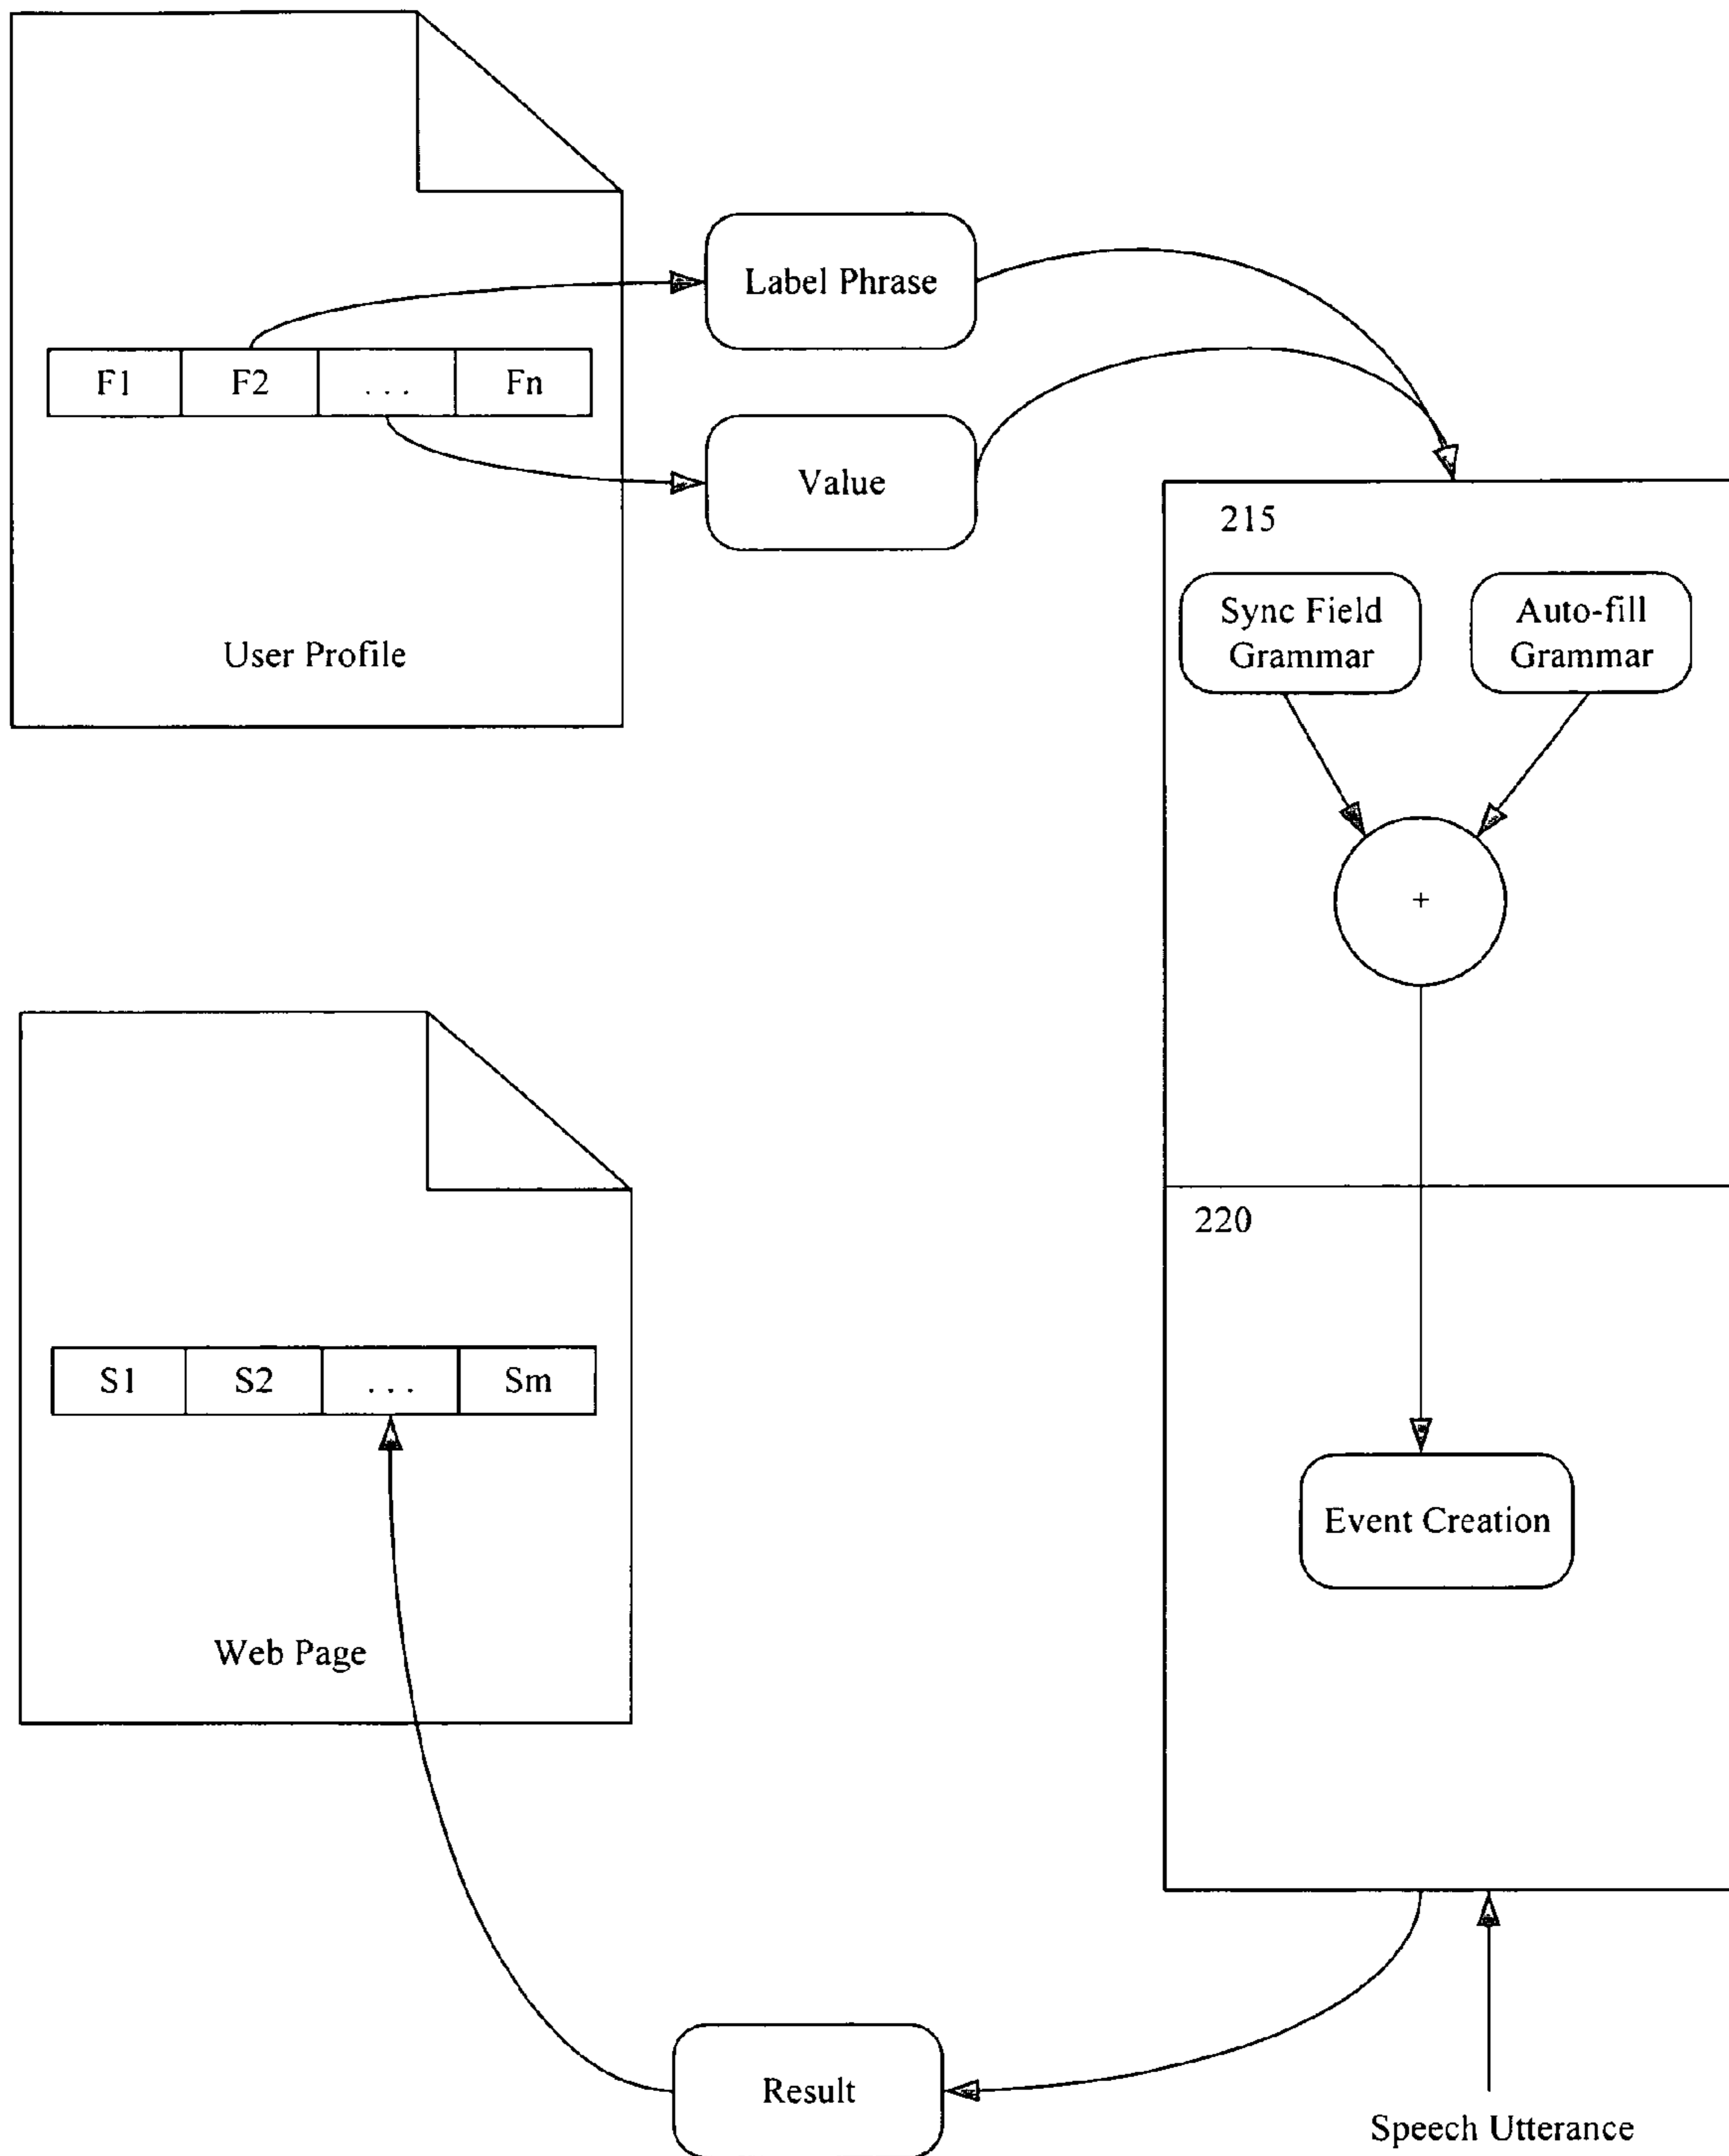 Label Phrase
F1 F2 ... Fn
Value
User Profile
215
Sync Field
Grammar
Auto-fill
Grammar
+
220
S1 S2 ... Sm
Event Creation
Web Page
Result
Speech Utterance